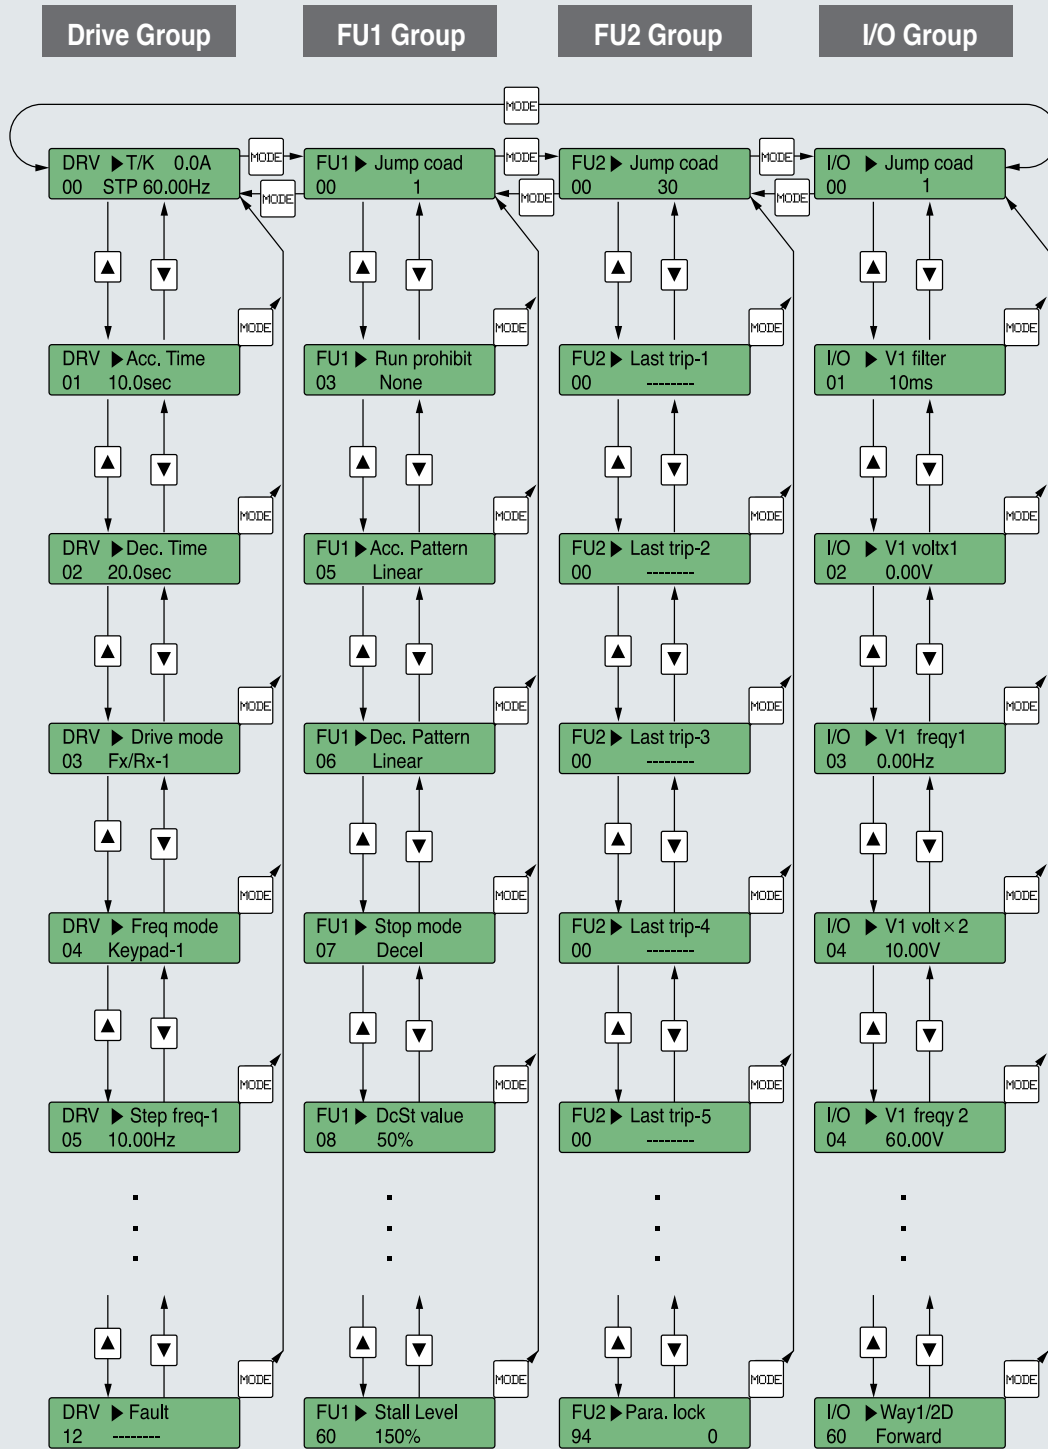 Drive Group FU1 Group FU2 Group I/O Group
MODE
DRV ▶T/K 0.0A MODE FU1 ▶ Jump coad MODE FU2 ▶ Jump coad MODE I/O ▶ Jump coad
00 STP 60.00Hz MODE 00 1 MODE 00 30 MODE 00 1
▲ ▼ ▲ ▼ ▲ ▼ ▲ ▼
MODE MODE MODE MODE
DRV ▶Acc. Time FU1 ▶ Run prohibit FU2 ▶ Last trip-1 I/O ▶ V1 filter
01 10.0sec 03 None 00 -------- 01 10ms
▲ ▼ ▲ ▼ ▲ ▼ ▲ ▼
MODE MODE MODE MODE
DRV ▶Dec. Time FU1 ▶ Acc. Pattern FU2 ▶ Last trip-2 I/O ▶ V1 voltx1
02 20.0sec 05 Linear 00 -------- 02 0.00V
▲ ▼ ▲ ▼ ▲ ▼ ▲ ▼
MODE MODE MODE MODE
DRV ▶ Drive mode FU1 ▶ Dec. Pattern FU2 ▶ Last trip-3 I/O ▶ V1 freqy1
03 Fx/Rx-1 06 Linear 00 -------- 03 0.00Hz
▲ ▼ ▲ ▼ ▲ ▼ ▲ ▼
MODE MODE MODE MODE
DRV ▶ Freq mode FU1 ▶ Stop mode FU2 ▶ Last trip-4 I/O ▶ V1 volt×2
04 Keypad-1 07 Decel 00 -------- 04 10.00V
▲ ▼ ▲ ▼ ▲ ▼ ▲ ▼
MODE MODE MODE MODE
DRV ▶ Step freq-1 FU1 ▶ DcSt value FU2 ▶ Last trip-5 I/O ▶ V1 freqy 2
05 10.00Hz 08 50% 00 -------- 04 60.00V
▲ ▼ ▲ ▼ ▲ ▼ ▲ ▼
MODE MODE MODE MODE
DRV ▶ Fault FU1 ▶ Stall Level FU2 ▶ Para. lock I/O ▶ Way1/2D
12 -------- 60 150% 94 0 60 Forward